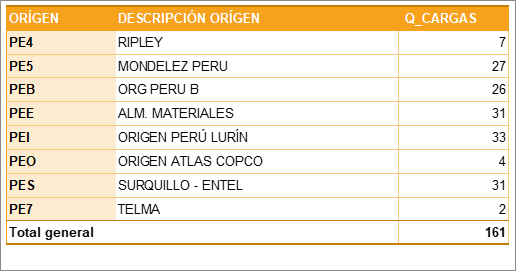 ORÍGEN DESCRIPCIÓN ORÍGEN Q_CARGAS
PE4 RIPLEY 7
PE5 MONDELEZ PERU 27
PEB ORG PERU B 26
PEE ALM. MATERIALES 31
PEI ORIGEN PERÚ LURÍN 33
PEO ORIGEN ATLAS COPCO 4
PES SURQUILLO - ENTEL 31
PE7 TELMA 2
Total general 161